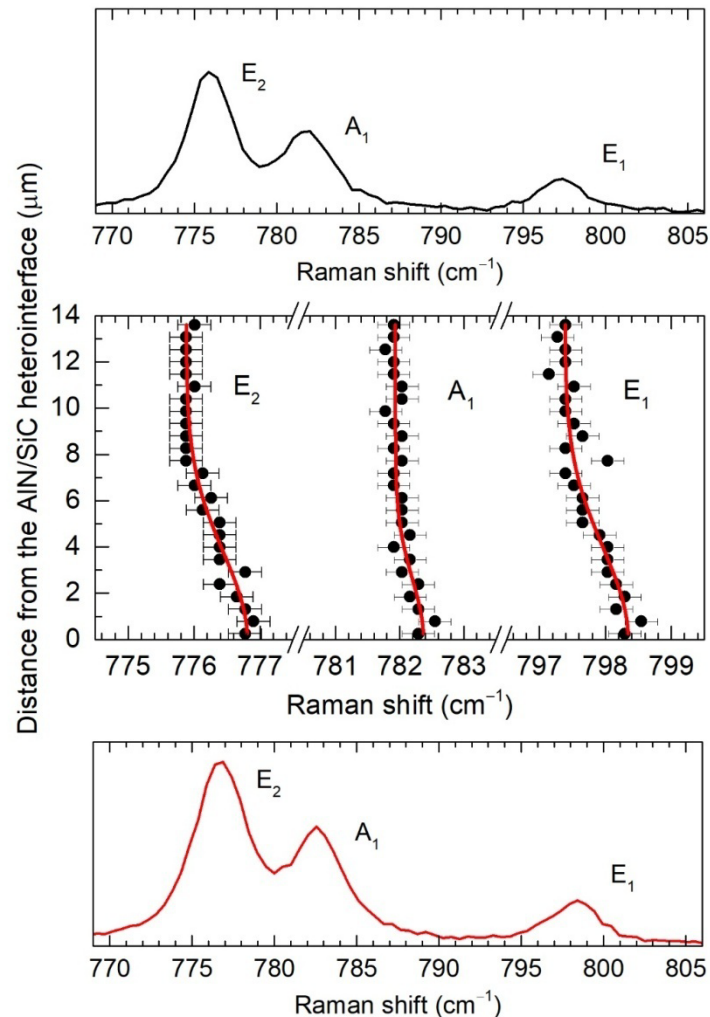 E₂
A₁
E₁
770 775 780 785 790 795 800 805
Raman shift (cm⁻¹)
Distance from the AlN/SiC heterointerface (μm)
14
12
10
8
6
4
2
0
E₂
A₁
E₁
775 776 777 781 782 783 797 798 799
Raman shift (cm⁻¹)
E₂
A₁
E₁
770 775 780 785 790 795 800 805
Raman shift (cm⁻¹)